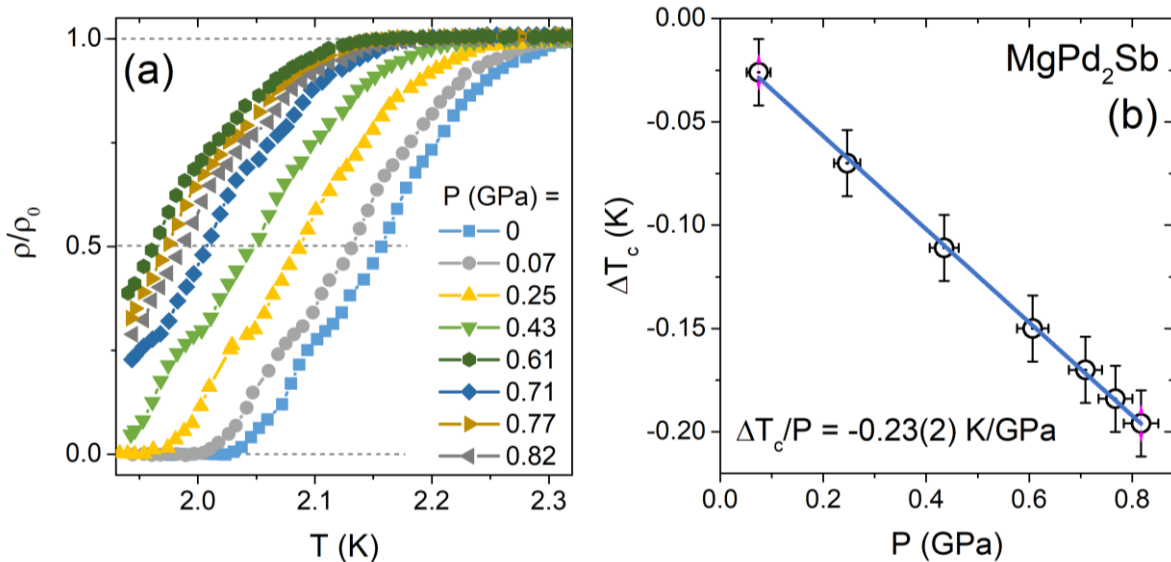 (a)
1.0
0.5
0.0
ρ/ρ0
P (GPa) =
0
0.07
0.25
0.43
0.61
0.71
0.77
0.82
2.0 2.1 2.2 2.3
T (K)
MgPd2Sb
(b)
0.00
-0.05
-0.10
-0.15
-0.20
ΔTc (K)
ΔTc/P = -0.23(2) K/GPa
0.0 0.2 0.4 0.6 0.8
P (GPa)